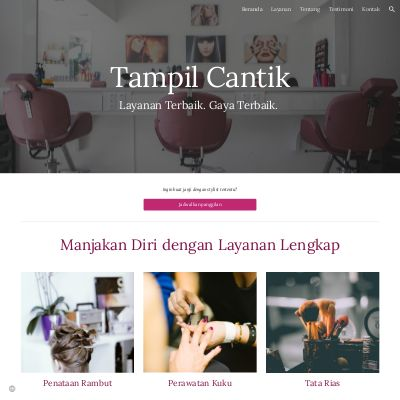 Beranda Layanan Tentang Testimoni Kontak
Tampil Cantik
Layanan Terbaik. Gaya Terbaik.
Ingin buat janji dengan stylist tertentu?
Jadwalkan panggilan
Manjakan Diri dengan Layanan Lengkap
Penataan Rambut Perawatan Kuku Tata Rias